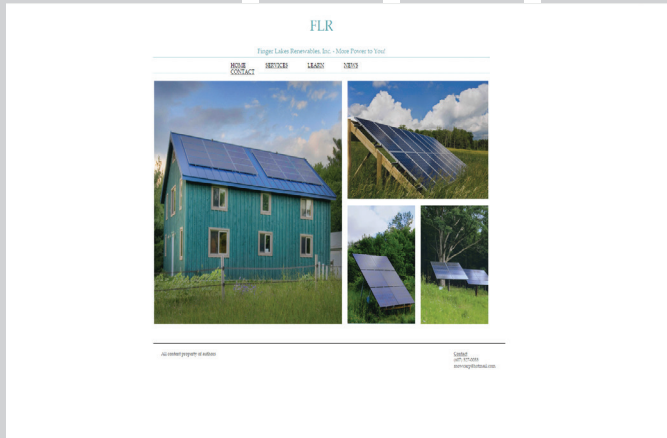 FLR
Finger Lakes Renewables, Inc. - More Power to You!
HOME SERVICES LEARN NEWS
CONTACT
All content property of authors
Contact